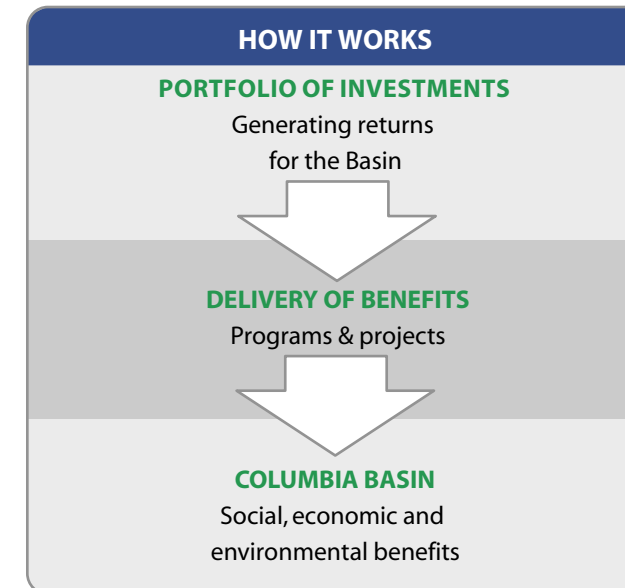 HOW IT WORKS
PORTFOLIO OF INVESTMENTS
Generating returns
for the Basin
DELIVERY OF BENEFITS
Programs & projects
COLUMBIA BASIN
Social, economic and
environmental benefits